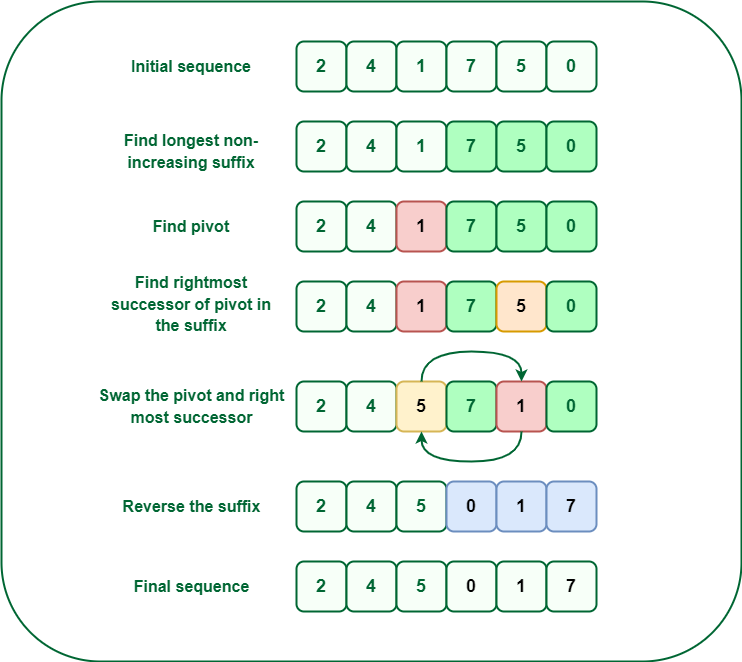 Initial sequence 2 4 1 7 5 0
Find longest non-
increasing suffix
2 4 1 7 5 0
Find pivot 2 4 1 7 5 0
Find rightmost
successor of pivot in
the suffix
2 4 1 7 5 0
Swap the pivot and right
most successor
2 4 5 7 1 0
Reverse the suffix 2 4 5 0 1 7
Final sequence 2 4 5 0 1 7